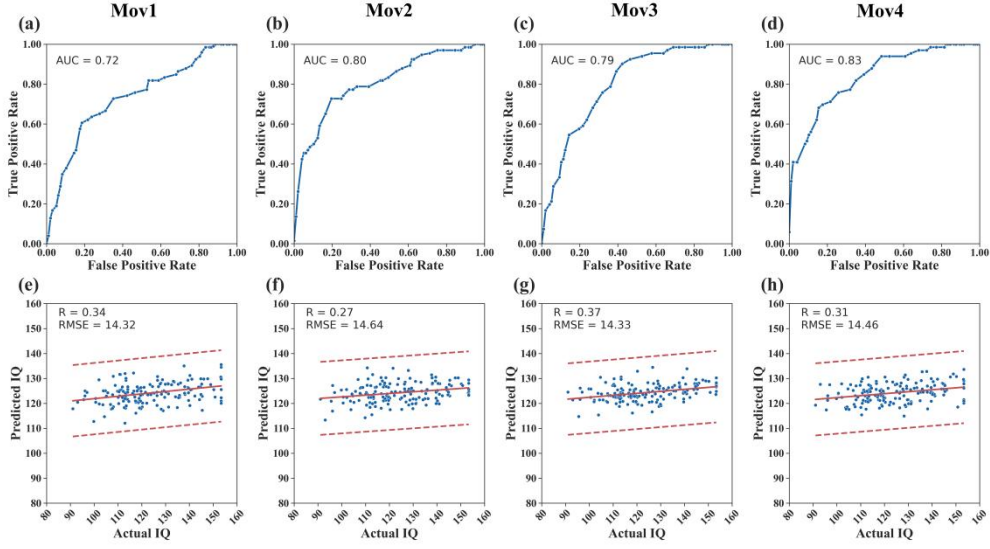 Mov1 Mov2 Mov3 Mov4
(a) (b) (c) (d)
True Positive Rate
1.00
0.80
0.60
0.40
0.20
0.00
AUC = 0.72
0.00 0.20 0.40 0.60 0.80 1.00
False Positive Rate
True Positive Rate
1.00
0.80
0.60
0.40
0.20
0.00
AUC = 0.80
0.00 0.20 0.40 0.60 0.80 1.00
False Positive Rate
True Positive Rate
1.00
0.80
0.60
0.40
0.20
0.00
AUC = 0.79
0.00 0.20 0.40 0.60 0.80 1.00
False Positive Rate
True Positive Rate
1.00
0.80
0.60
0.40
0.20
0.00
AUC = 0.83
0.00 0.20 0.40 0.60 0.80 1.00
False Positive Rate
(e) (f) (g) (h)
Predicted IQ
160
150
140
130
120
110
100
90
80
R = 0.34
RMSE = 14.32
80 90 100 110 120 130 140 150 160
Actual IQ
Predicted IQ
160
150
140
130
120
110
100
90
80
R = 0.27
RMSE = 14.64
80 90 100 110 120 130 140 150 160
Actual IQ
Predicted IQ
160
150
140
130
120
110
100
90
80
R = 0.37
RMSE = 14.33
80 90 100 110 120 130 140 150 160
Actual IQ
Predicted IQ
160
150
140
130
120
110
100
90
80
R = 0.31
RMSE = 14.46
80 90 100 110 120 130 140 150 160
Actual IQ